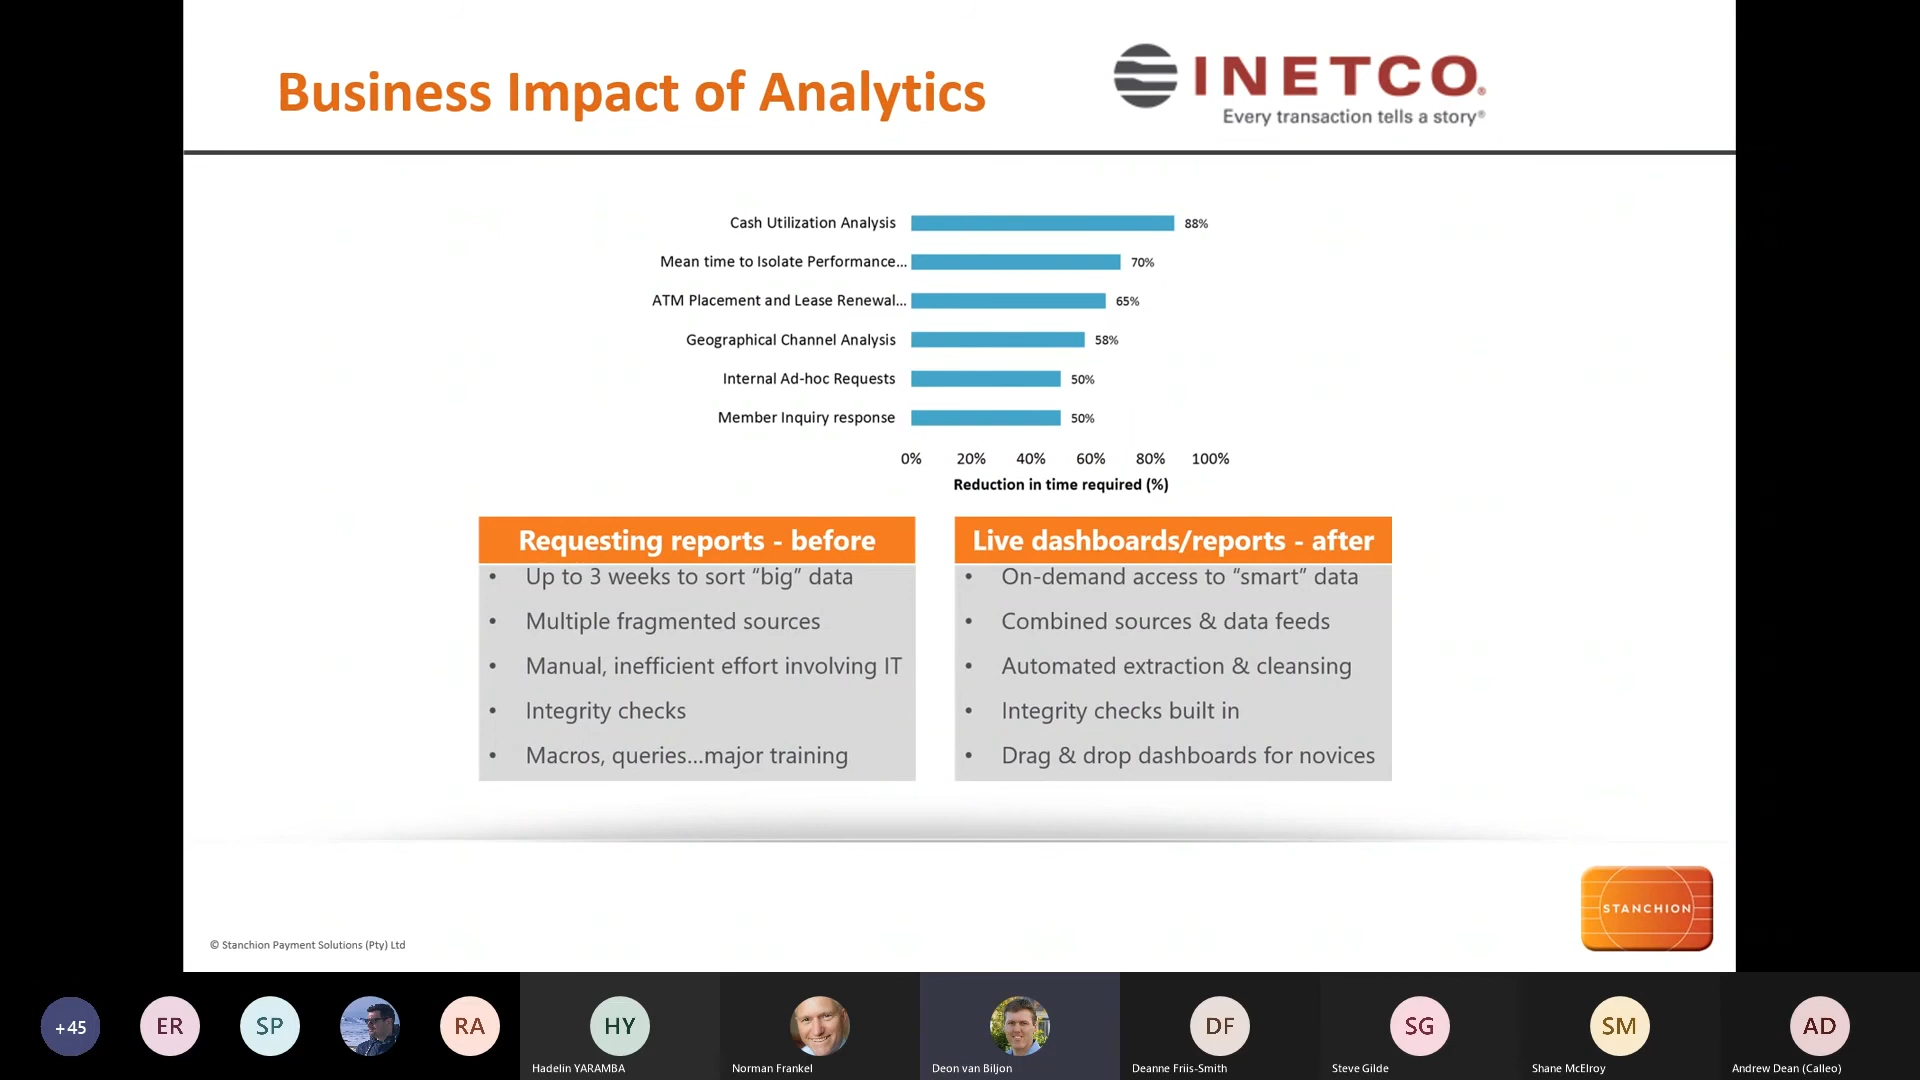 Business Impact of Analytics
INETCO®
Every transaction tells a story®
Cash Utilization Analysis 88%
Mean time to Isolate Performance... 70%
ATM Placement and Lease Renewal... 65%
Geographical Channel Analysis 58%
Internal Ad-hoc Requests 50%
Member Inquiry response 50%
0% 20% 40% 60% 80% 100%
Reduction in time required (%)
Requesting reports - before
• Up to 3 weeks to sort “big” data
• Multiple fragmented sources
• Manual, inefficient effort involving IT
• Integrity checks
• Macros, queries...major training
Live dashboards/reports - after
• On-demand access to “smart” data
• Combined sources & data feeds
• Automated extraction & cleansing
• Integrity checks built in
• Drag & drop dashboards for novices
STANCHION
© Stanchion Payment Solutions (Pty) Ltd
+45 ER SP RA HY DF SG SM AD
Hadelin YARAMBA Norman Frankel Deon van Biljon Deanne Friis-Smith Steve Gilde Shane McElroy Andrew Dean (Calleo)